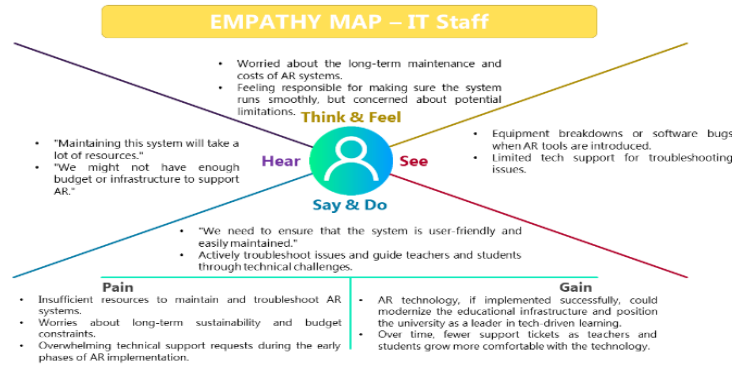 EMPATHY MAP – IT Staff
• Worried about the long-term maintenance and
costs of AR systems.
• Feeling responsible for making sure the system
runs smoothly, but concerned about potential
limitations.
Think & Feel
• "Maintaining this system will take a
lot of resources."
• "We might not have enough
budget or infrastructure to support
AR."
Hear
See
• Equipment breakdowns or software bugs
when AR tools are introduced.
• Limited tech support for troubleshooting
issues.
Say & Do
• "We need to ensure that the system is user-friendly and
easily maintained."
• Actively troubleshoot issues and guide teachers and students
through technical challenges.
Pain
• Insufficient resources to maintain and troubleshoot AR
systems.
• Worries about long-term sustainability and budget
constraints.
• Overwhelming technical support requests during the early
phases of AR implementation.
Gain
• AR technology, if implemented successfully, could
modernize the educational infrastructure and position
the university as a leader in tech-driven learning.
• Over time, fewer support tickets as teachers and
students grow more comfortable with the technology.